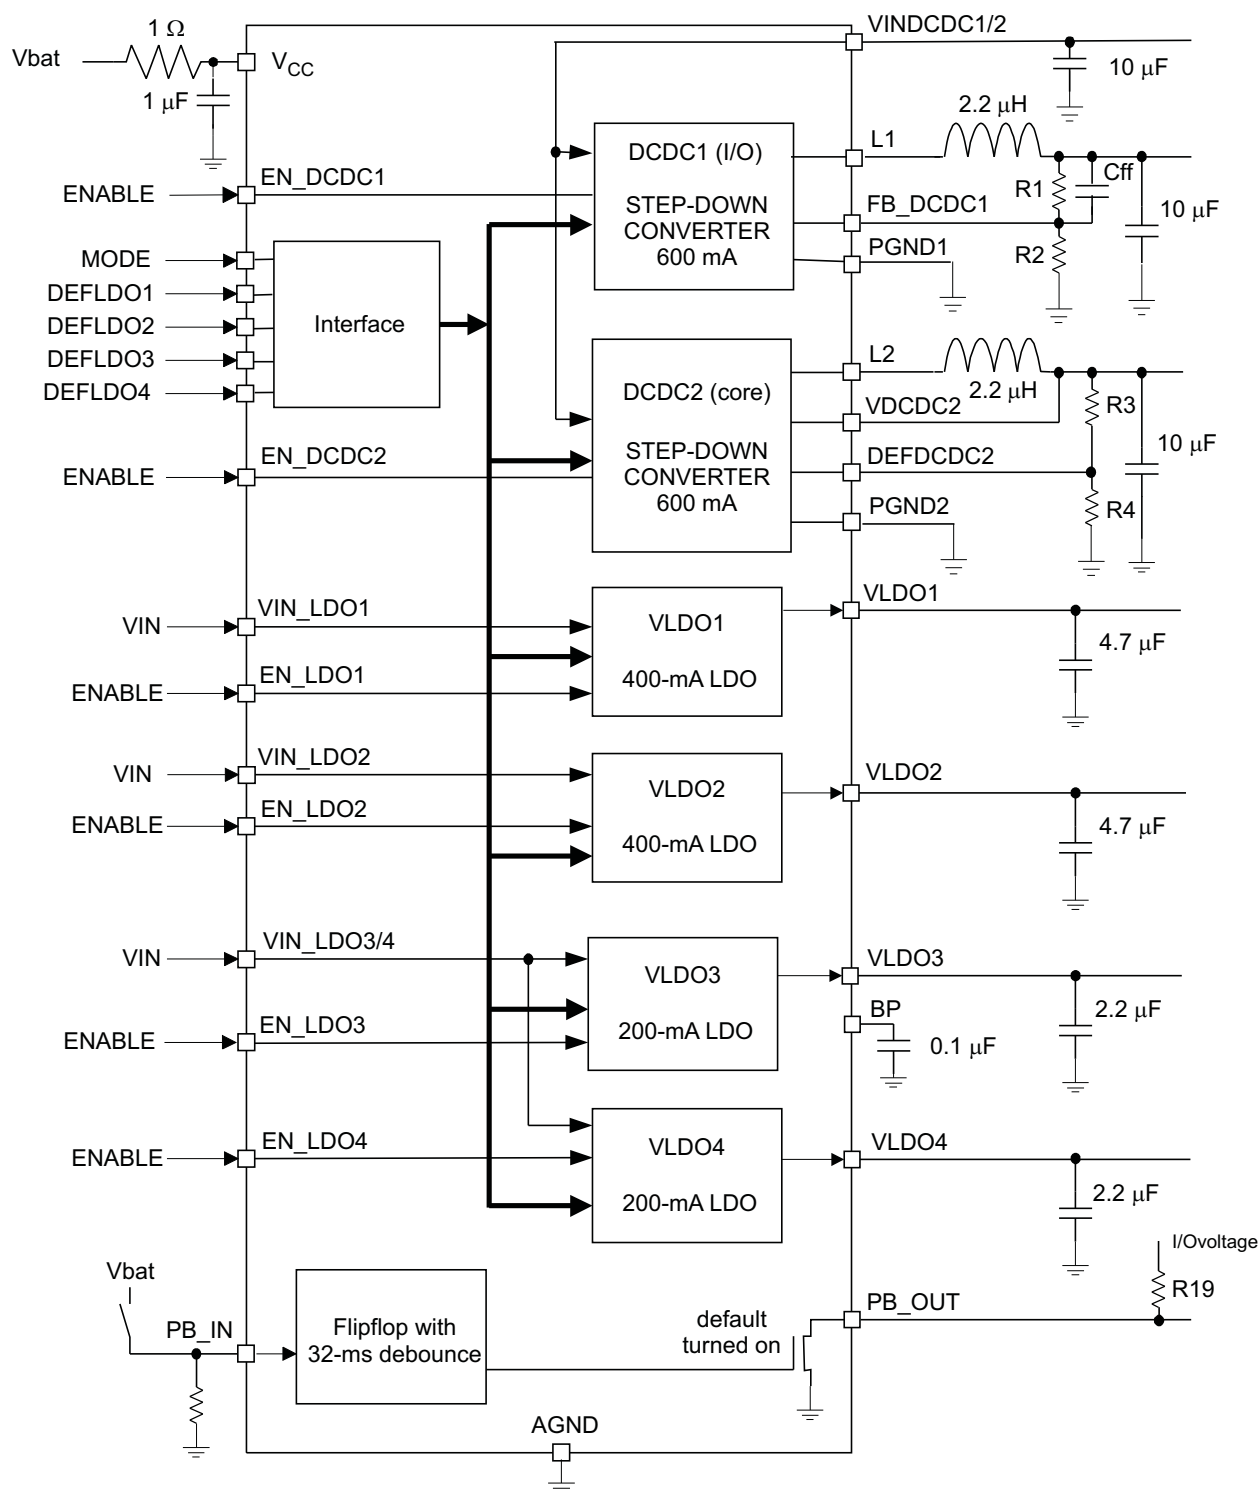 1 Ω
VINDCDC1/2
Vbat
VCC
10 μF
1 μF
2.2 μH
L1
DCDC1 (I/O)
STEP-DOWN
CONVERTER
600 mA
Cff
R1
ENABLE
EN_DCDC1
FB_DCDC1
10 μF
R2
PGND1
MODE
DEFLDO1
DEFLDO2
DEFLDO3
DEFLDO4
Interface
L2
2.2 μH
DCDC2 (core)
STEP-DOWN
CONVERTER
600 mA
VDCDC2
R3
10 μF
ENABLE
EN_DCDC2
DEFDCDC2
R4
PGND2
VIN
VIN_LDO1
VLDO1
400-mA LDO
VLDO1
4.7 μF
ENABLE
EN_LDO1
VIN
VIN_LDO2
VLDO2
400-mA LDO
VLDO2
4.7 μF
ENABLE
EN_LDO2
VIN
VIN_LDO3/4
VLDO3
200-mA LDO
VLDO3
2.2 μF
BP
0.1 μF
ENABLE
EN_LDO3
ENABLE
EN_LDO4
VLDO4
200-mA LDO
VLDO4
2.2 μF
I/Ovoltage
R19
Vbat
PB_IN
Flipflop with
32-ms debounce
default
turned on
PB_OUT
AGND